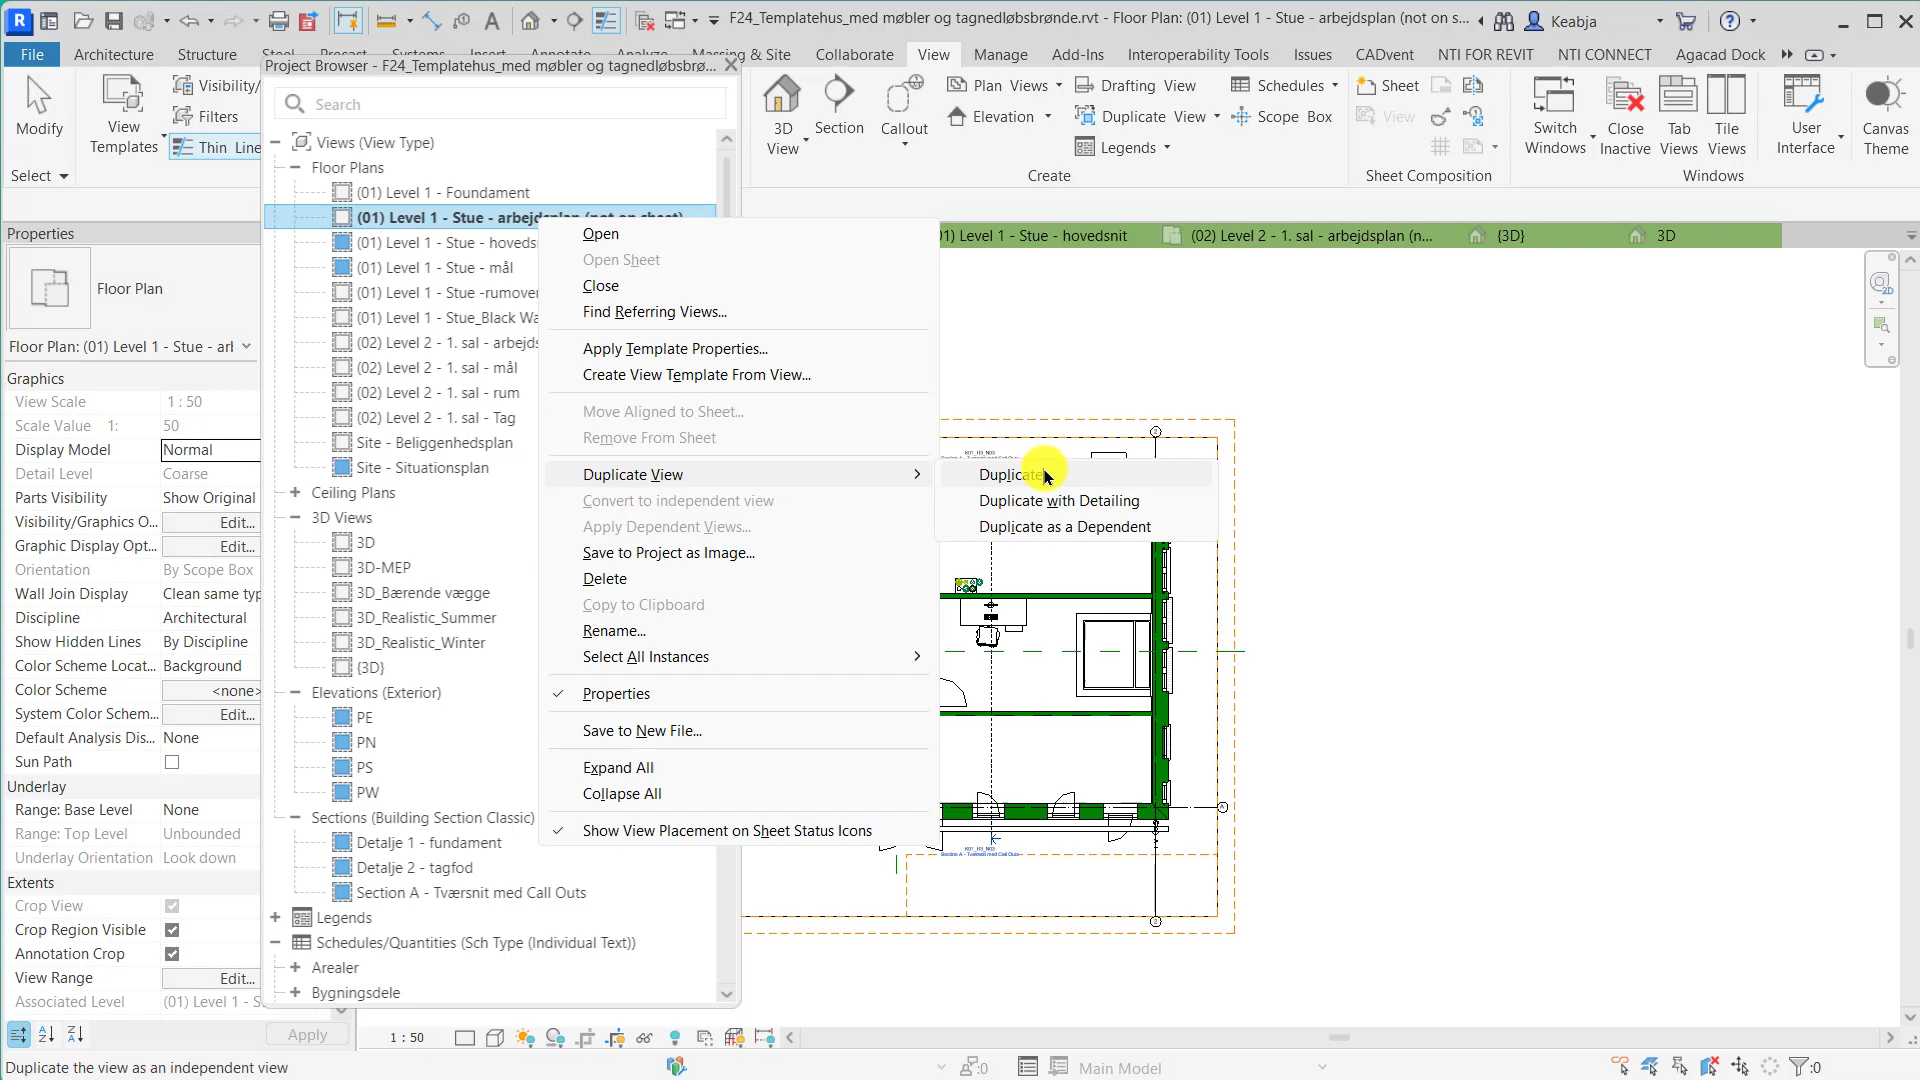 F24_Templatehus_med møbler og tagnedløbsbrønde.rvt - Floor Plan: (01) Level 1 - Stue - arbejdsplan (not on s...
Keabja
File
Architecture
Structure
Collaborate
View
Manage
Add-Ins
Interoperability Tools
Issues
CADvent
NTI FOR REVIT
NTI CONNECT
Agacad Dock
Massing & Site
Project Browser - F24_Templatehus_med møbler og tagnedløbsbrø...
Search
Modify
Select
View
Templates
Visibility/
Filters
Thin Line
3D
View
Section
Callout
Plan Views
Elevation
Drafting View
Duplicate View
Legends
Schedules
Scope Box
Create
Sheet
View
Sheet Composition
Switch
Windows
Close
Inactive
Tab
Views
Tile
Views
User
Interface
Canvas
Theme
Windows
01) Level 1 - Stue - hovedsnit
(02) Level 2 - 1. sal - arbejdsplan (n...
{3D}
3D
Views (View Type)
Floor Plans
(01) Level 1 - Foundament
(01) Level 1 - Stue - arbejdsplan (not on sheet)
(01) Level 1 - Stue - hovedsn
(01) Level 1 - Stue - mål
(01) Level 1 - Stue -rumover
(01) Level 1 - Stue_Black Wa
(02) Level 2 - 1. sal - arbejds
(02) Level 2 - 1. sal - mål
(02) Level 2 - 1. sal - rum
(02) Level 2 - 1. sal - Tag
Site - Beliggenhedsplan
Site - Situationsplan
Ceiling Plans
3D Views
3D
3D-MEP
3D_Bærende vægge
3D_Realistic_Summer
3D_Realistic_Winter
{3D}
Elevations (Exterior)
PE
PN
PS
PW
Sections (Building Section Classic)
Detalje 1 - fundament
Detalje 2 - tagfod
Section A - Tværsnit med Call Outs
Legends
Schedules/Quantities (Sch Type (Individual Text))
Arealer
Bygningsdele
Open
Open Sheet
Close
Find Referring Views...
Apply Template Properties...
Create View Template From View...
Move Aligned to Sheet...
Remove From Sheet
Duplicate View
Convert to independent view
Apply Dependent Views...
Save to Project as Image...
Delete
Copy to Clipboard
Rename...
Select All Instances
Properties
Save to New File...
Expand All
Collapse All
Show View Placement on Sheet Status Icons
Duplicate
Duplicate with Detailing
Duplicate as a Dependent
Properties
Floor Plan
Floor Plan: (01) Level 1 - Stue - arl
Graphics
View Scale 1 : 50
Scale Value 1: 50
Display Model Normal
Detail Level Coarse
Parts Visibility Show Original
Visibility/Graphics O... Edit...
Graphic Display Opt... Edit...
Orientation By Scope Box
Wall Join Display Clean same typ
Discipline Architectural
Show Hidden Lines By Discipline
Color Scheme Locat... Background
Color Scheme <none>
System Color Schem... Edit...
Default Analysis Dis... None
Sun Path
Underlay
Range: Base Level None
Range: Top Level Unbounded
Underlay Orientation Look down
Extents
Crop View
Crop Region Visible
Annotation Crop
View Range Edit...
Associated Level (01) Level 1 - S
Apply
1 : 50
Duplicate the view as an independent view
:0
Main Model
:0